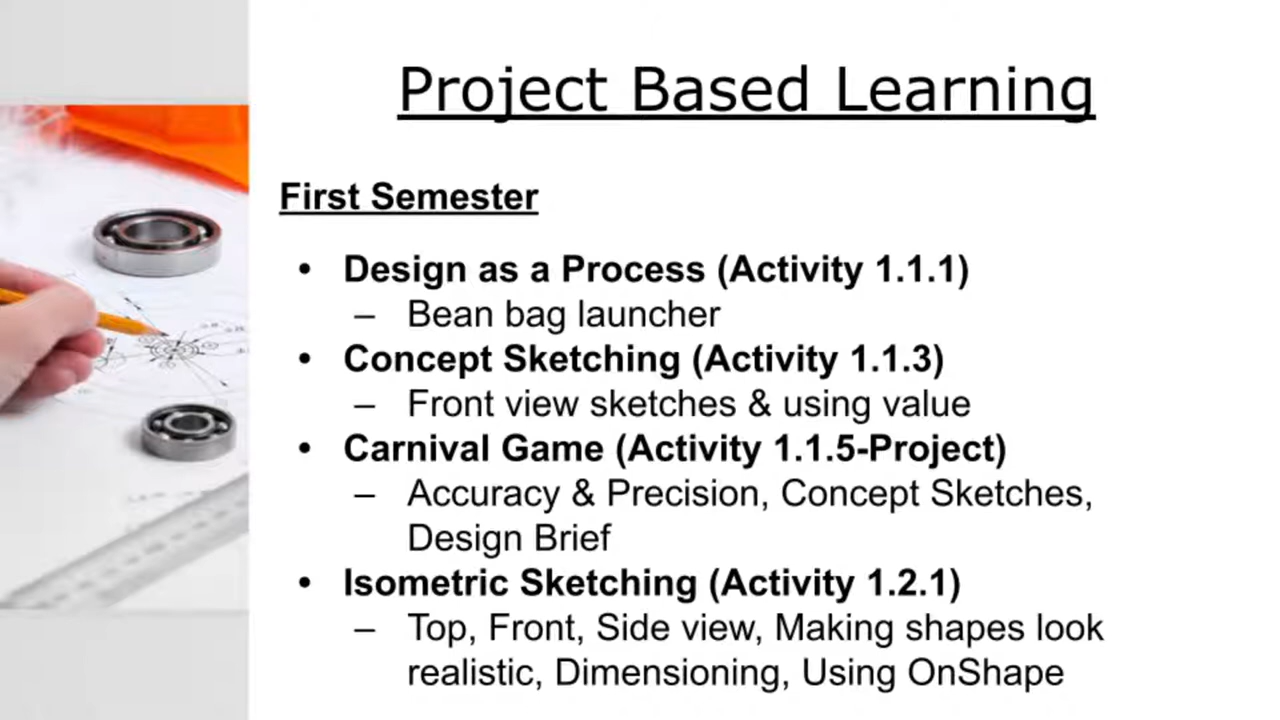 Project Based Learning
First Semester
• Design as a Process (Activity 1.1.1)
– Bean bag launcher
• Concept Sketching (Activity 1.1.3)
– Front view sketches & using value
• Carnival Game (Activity 1.1.5-Project)
– Accuracy & Precision, Concept Sketches,
Design Brief
• Isometric Sketching (Activity 1.2.1)
– Top, Front, Side view, Making shapes look
realistic, Dimensioning, Using OnShape